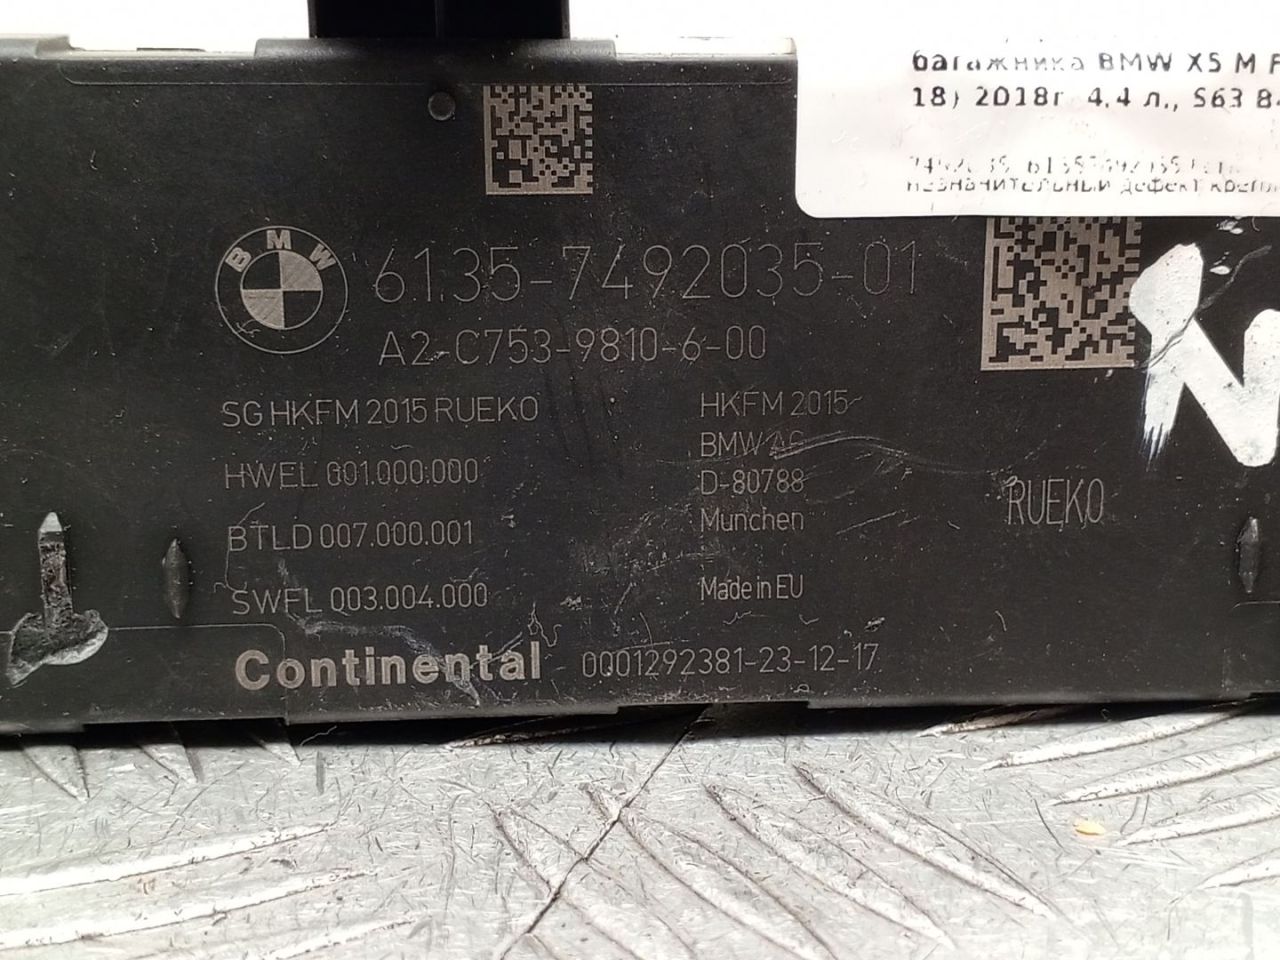 багажника BMW X5 M F
18) 2018г. 4.4 л., S63 B4
незначительный дефект
BMW
61.35-7492035-01
A2-C753-9810-6-00
SG HKFM 2015 RUEKO
HKFM 2015
BMW AG
HWEL 001.000.000
D-80788
BTLD 007.000.001
Munchen
RUEKO
SWFL 003.004.000
Made in EU
Continental 0001292381-23-12-17